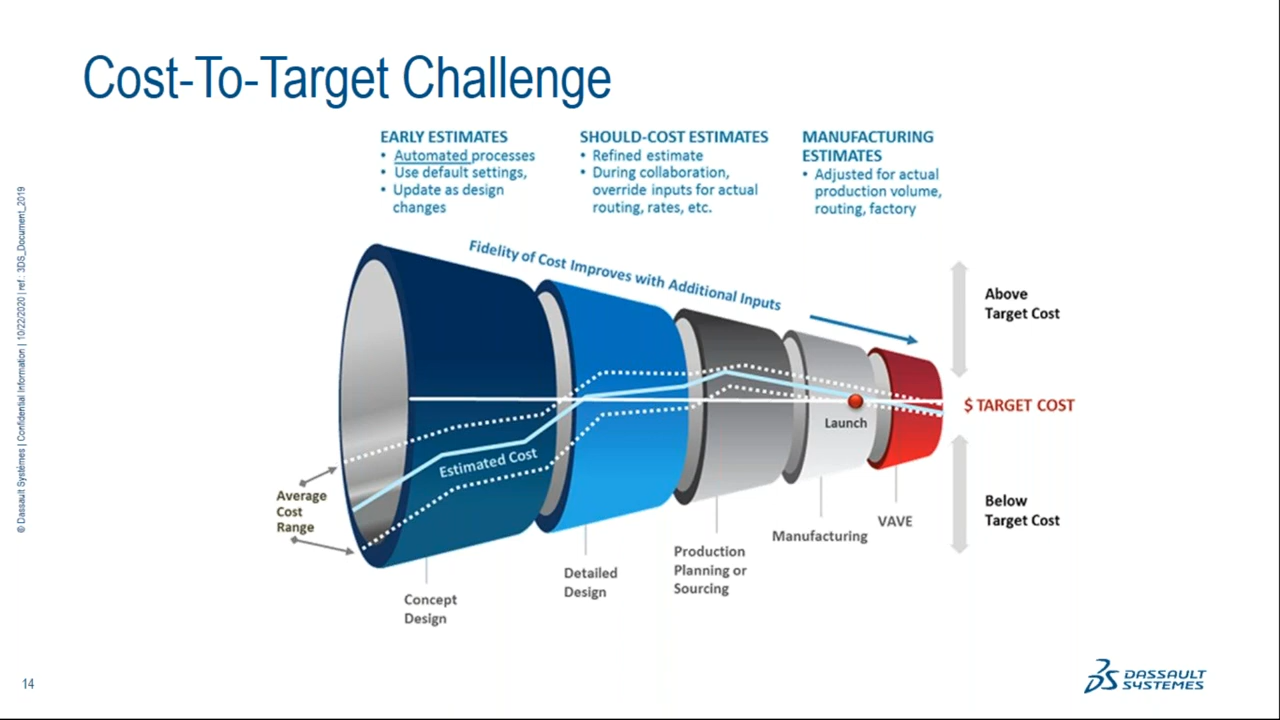 Cost-To-Target Challenge
EARLY ESTIMATES
• Automated processes
• Use default settings,
• Update as design
changes
SHOULD-COST ESTIMATES
• Refined estimate
• During collaboration,
override inputs for actual
routing, rates, etc.
MANUFACTURING
ESTIMATES
• Adjusted for actual
production volume,
routing, factory
Fidelity of Cost Improves with Additional Inputs
Above
Target Cost
$ TARGET COST
Below
Target Cost
Launch
Estimated Cost
Average
Cost
Range
Concept
Design
Detailed
Design
Production
Planning or
Sourcing
Manufacturing
VAVE
© Dassault Systèmes | Confidential Information | 10/22/2020 | ref.: 3DS_Document_2019
14
DASSAULT
SYSTEMES